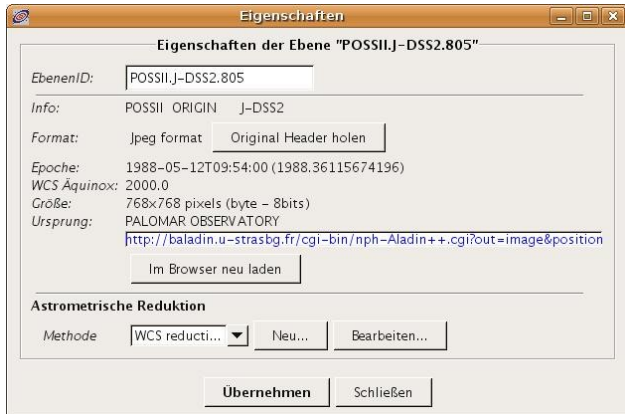 Eigenschaften
Eigenschaften der Ebene "POSSII.J-DSS2.805"
EbenenID: POSSII.J-DSS2.805
Info: POSSII ORIGIN J-DSS2
Format: Jpeg format Original Header holen
Epoche: 1988-05-12T09:54:00 (1988.36115674196)
WCS Äquinox: 2000.0
Größe: 768x768 pixels (byte - 8bits)
Ursprung: PALOMAR OBSERVATORY
http://baladin.u-strasbg.fr/cgi-bin/nph-Aladin++.cgi?out=image&position
Im Browser neu laden
Astrometrische Reduktion
Methode WCS reducti... Neu... Bearbeiten...
Übernehmen Schließen